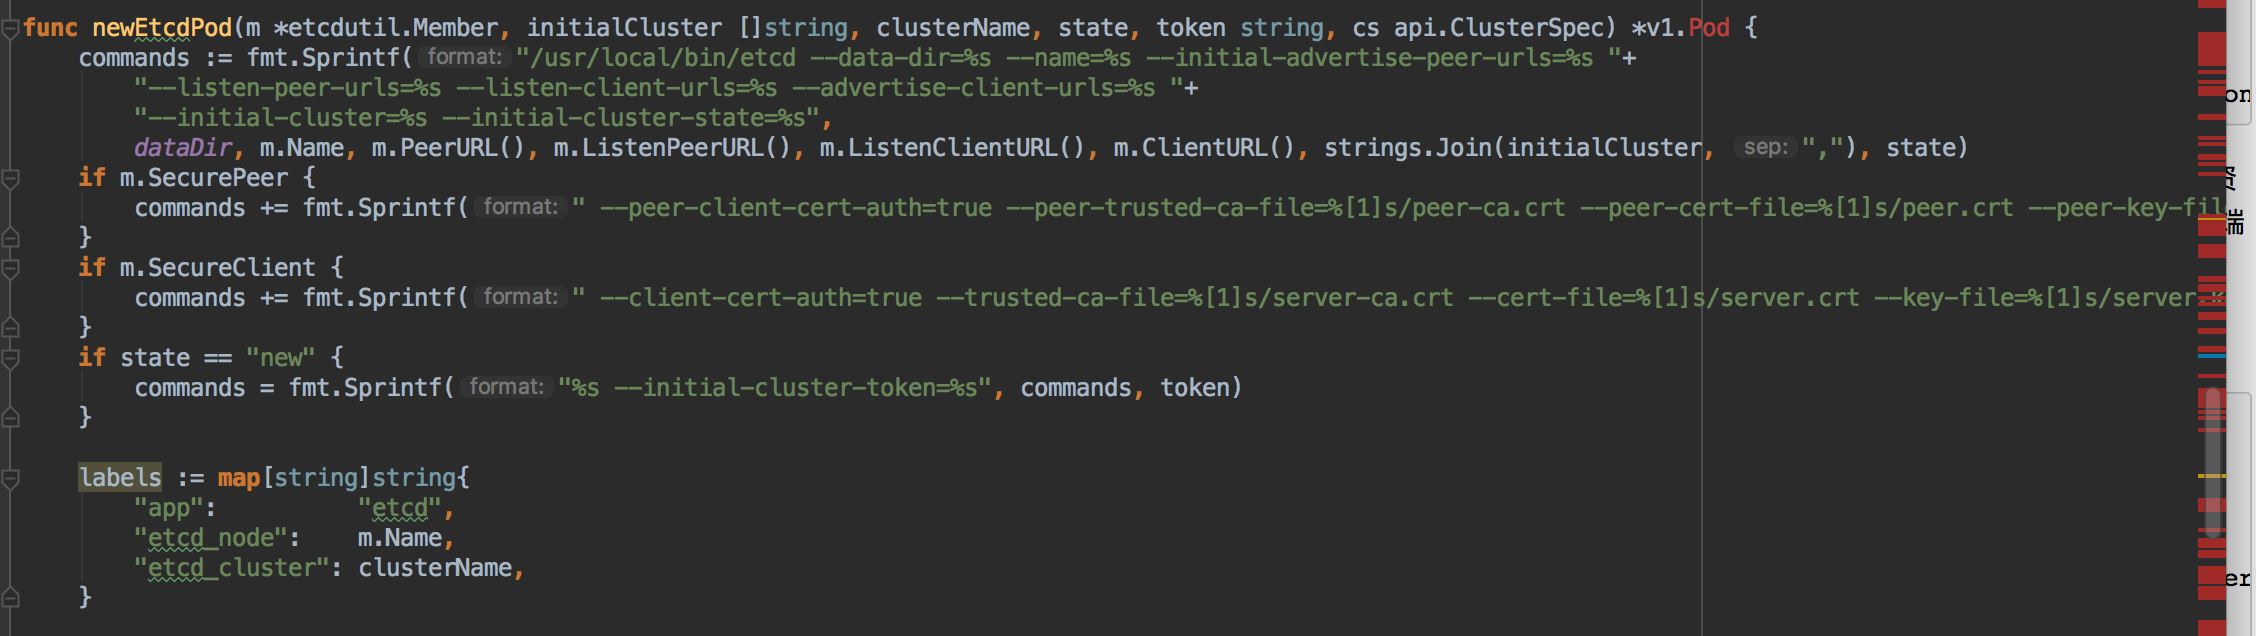 func newEtcdPod(m *etcdutil.Member, initialCluster []string, clusterName, state, token string, cs api.ClusterSpec) *v1.Pod {
commands := fmt.Sprintf( format: "/usr/local/bin/etcd --data-dir=%s --name=%s --initial-advertise-peer-urls=%s "+
"--listen-peer-urls=%s --listen-client-urls=%s --advertise-client-urls=%s "+
"--initial-cluster=%s --initial-cluster-state=%s",
dataDir, m.Name, m.PeerURL(), m.ListenPeerURL(), m.ListenClientURL(), m.ClientURL(), strings.Join(initialCluster, sep: ","), state)
if m.SecurePeer {
commands += fmt.Sprintf( format: " --peer-client-cert-auth=true --peer-trusted-ca-file=%[1]s/peer-ca.crt --peer-cert-file=%[1]s/peer.crt --peer-key-fil
}
if m.SecureClient {
commands += fmt.Sprintf( format: " --client-cert-auth=true --trusted-ca-file=%[1]s/server-ca.crt --cert-file=%[1]s/server.crt --key-file=%[1]s/server.k
}
if state == "new" {
commands = fmt.Sprintf( format: "%s --initial-cluster-token=%s", commands, token)
}
labels := map[string]string{
"app": "etcd",
"etcd_node": m.Name,
"etcd_cluster": clusterName,
}
on
端
er